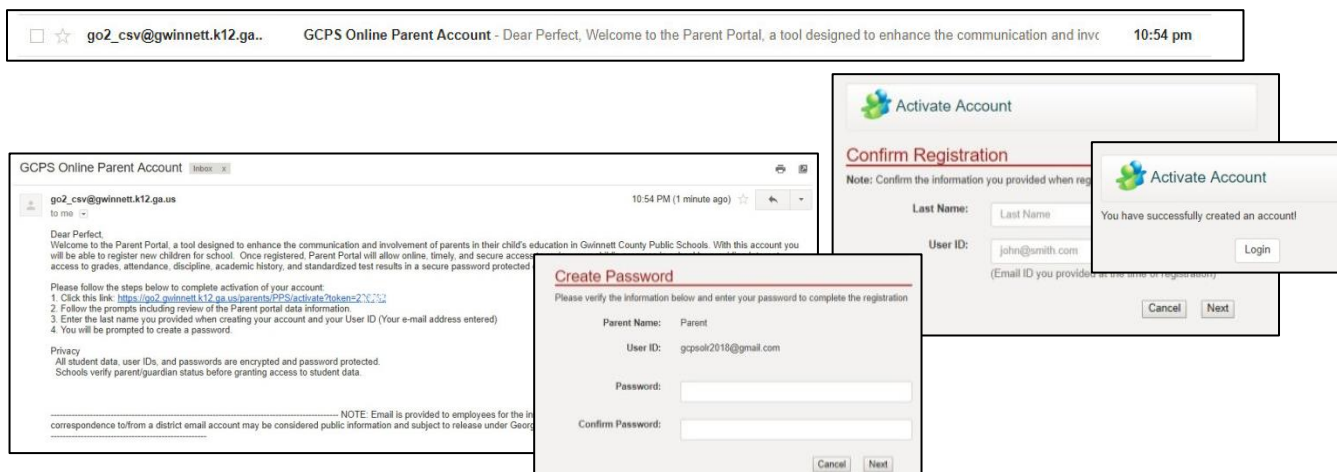 go2_csv@gwinnett.k12.ga.. GCPS Online Parent Account - Dear Perfect, Welcome to the Parent Portal, a tool designed to enhance the communication and invo 10:54 pm
GCPS Online Parent Account Inbox x
go2_csv@gwinnett.k12.ga.us 10:54 PM (1 minute ago)
to me
Dear Perfect,
Welcome to the Parent Portal, a tool designed to enhance the communication and involvement of parents in their child's education in Gwinnett County Public Schools. With this account you
will be able to register new children for school. Once registered, Parent Portal will allow online, timely, and secure access
access to grades, attendance, discipline, academic history, and standardized test results in a secure password protected
Please follow the steps below to complete activation of your account:
1. Click this link: https://go2.gwinnett.k12.ga.us/parents/PPS/activate?token=2
2. Follow the prompts including review of the Parent portal data information.
3. Enter the last name you provided when creating your account and your User ID (Your e-mail address entered)
4. You will be prompted to create a password.
Privacy
All student data, user IDs, and passwords are encrypted and password protected.
Schools verify parent/guardian status before granting access to student data.
NOTE: Email is provided to employees for the in
correspondence to/from a district email account may be considered public information and subject to release under Georg
Create Password
Please verify the information below and enter your password to complete the registration
Parent Name: Parent
User ID: gcpsolr2018@gmail.com
Password:
Confirm Password:
Cancel Next
Activate Account
Confirm Registration
Note: Confirm the information you provided when reg
Last Name: Last Name
User ID: john@smith.com
(Email ID you provided at the time of registration)
Cancel Next
Activate Account
You have successfully created an account!
Login